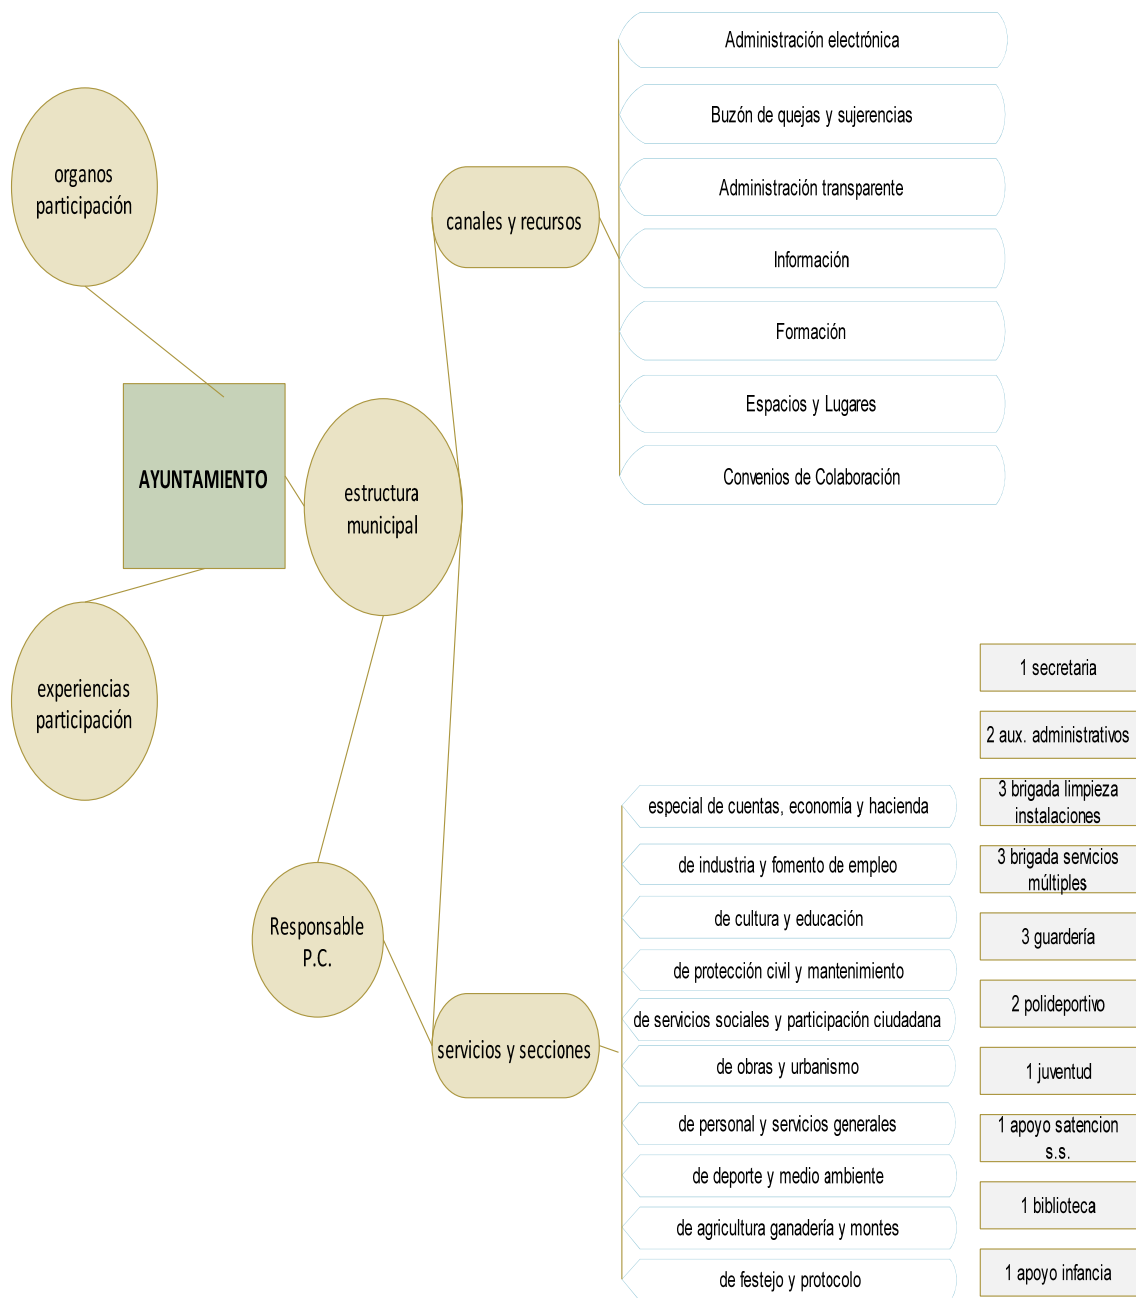 organos
participación
AYUNTAMIENTO
experiencias
participación
estructura
municipal
Responsable
P.C.
canales y recursos
Administración electrónica
Buzón de quejas y sujerencias
Administración transparente
Información
Formación
Espacios y Lugares
Convenios de Colaboración
servicios y secciones
especial de cuentas, economía y hacienda
de industria y fomento de empleo
de cultura y educación
de protección civil y mantenimiento
de servicios sociales y participación ciudadana
de obras y urbanismo
de personal y servicios generales
de deporte y medio ambiente
de agricultura ganadería y montes
de festejo y protocolo
1 secretaria
2 aux. administrativos
3 brigada limpieza
instalaciones
3 brigada servicios
múltiples
3 guardería
2 polideportivo
1 juventud
1 apoyo satencion
s.s.
1 biblioteca
1 apoyo infancia